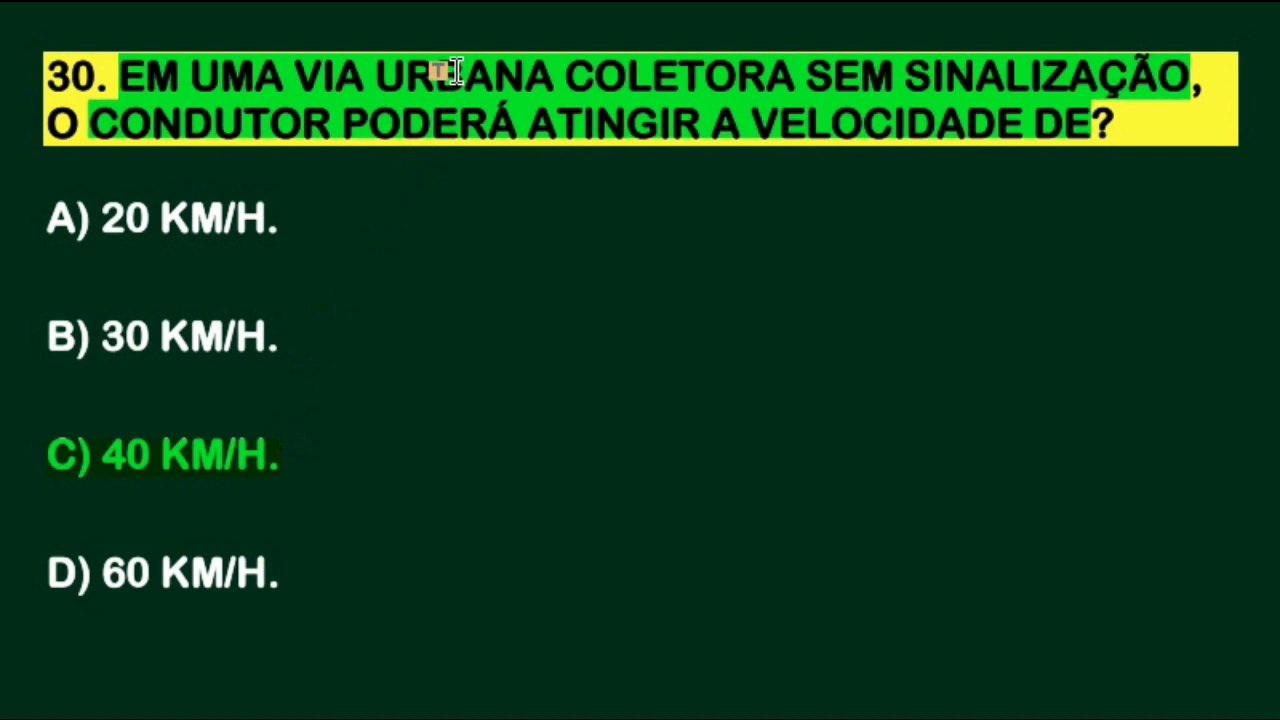 30. EM UMA VIA URBANA COLETORA SEM SINALIZAÇÃO,
O CONDUTOR PODERÁ ATINGIR A VELOCIDADE DE?
A) 20 KM/H.
B) 30 KM/H.
C) 40 KM/H.
D) 60 KM/H.